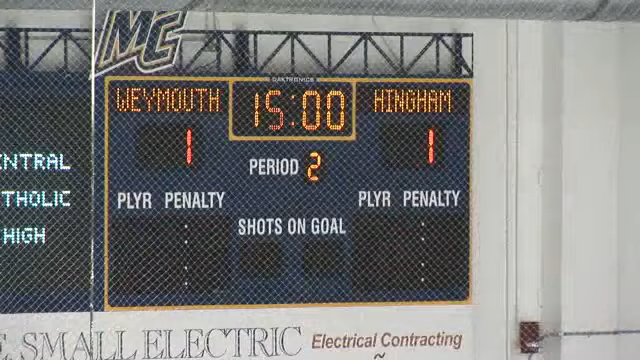 MC
DAKTRONICS
WEYMOUTH 15:00 HINGHAM
1 1
PERIOD 2
PLYR PENALTY PLYR PENALTY
SHOTS ON GOAL
NTRAL
THOLIC
HIGH
SMALL ELECTRIC Electrical Contracting